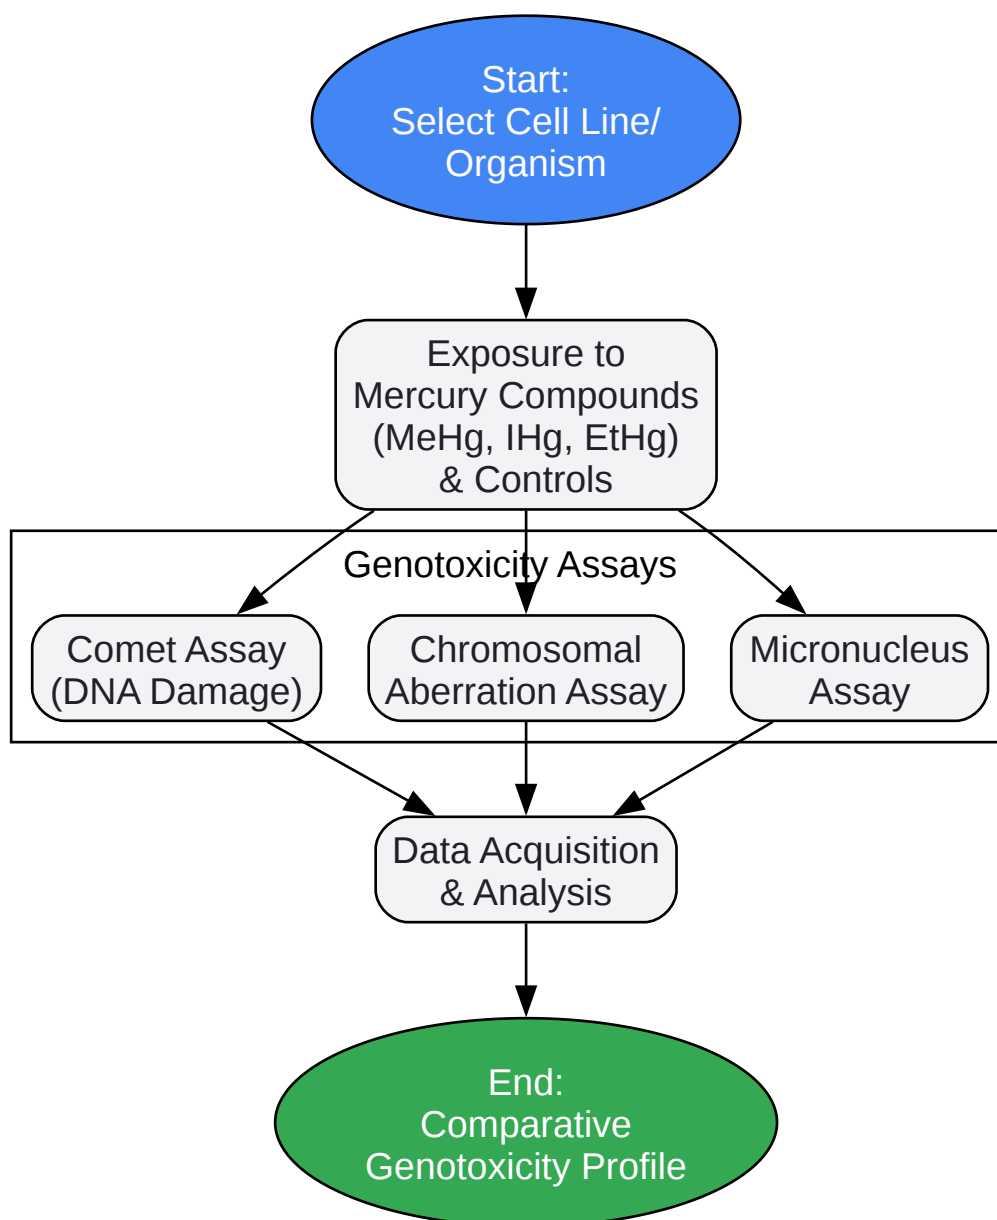 Start:
Select Cell Line/
Organism
Exposure to
Mercury Compounds
(MeHg, IHg, EtHg)
& Controls
Genotoxicity Assays
Comet Assay
(DNA Damage)
Chromosomal
Aberration Assay
Micronucleus
Assay
Data Acquisition
& Analysis
End:
Comparative
Genotoxicity Profile